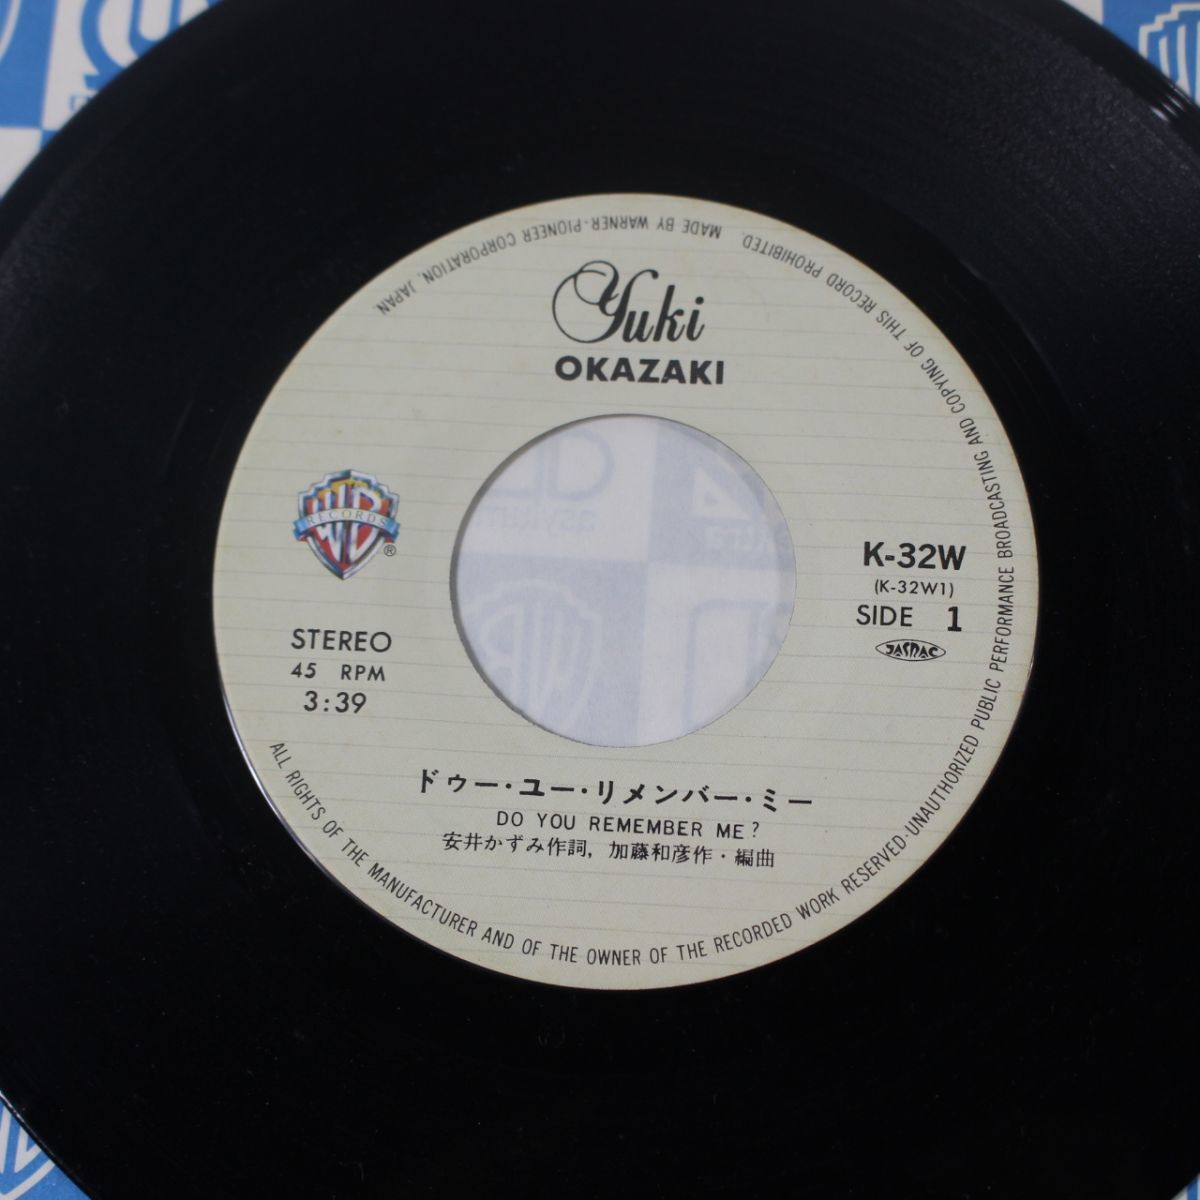 Yuki
OKAZAKI
WB
RECORDS
®
STEREO
45 RPM
3:39
K-32W
(K-32W1)
SIDE 1
JASRAC
ドゥー・ユー・リメンバー・ミー
DO YOU REMEMBER ME?
安井かずみ作詞, 加藤和彦作・編曲
ALL RIGHTS OF THE MANUFACTURER AND OF THE OWNER OF THE RECORDED WORK RESERVED·UNAUTHORIZED PUBLIC PERFORMANCE BROADCASTING AND COPYING OF THIS RECORD PROHIBITED. MADE BY WARNER-PIONEER CORPORATION, JAPAN.